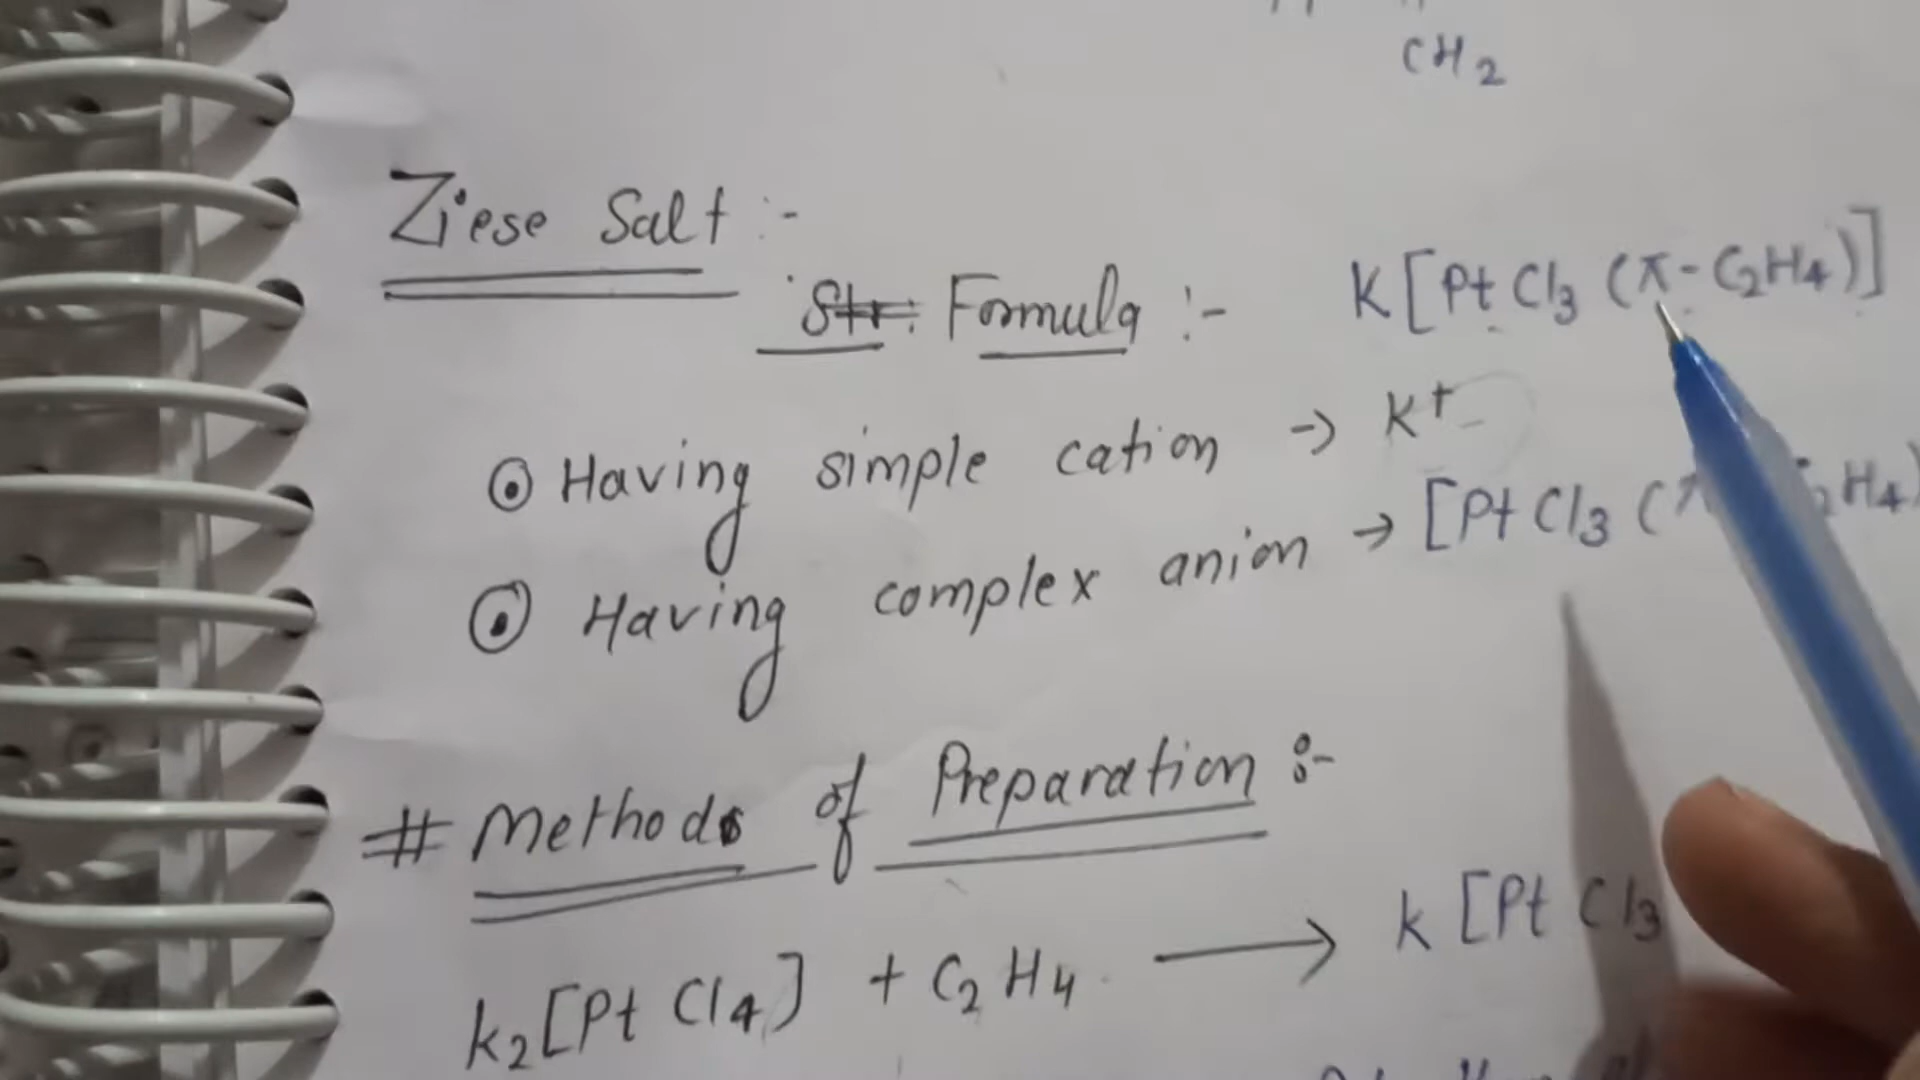 CH2
Ziese Salt :-
Str. Formula :- K[PtCl3(π-C2H4)]
Having simple cation → K+
Having complex anion → [PtCl3(π 2H4)
# Methods of Preparation :-
k2[PtCl4] + C2H4 ⟶ k[PtCl3